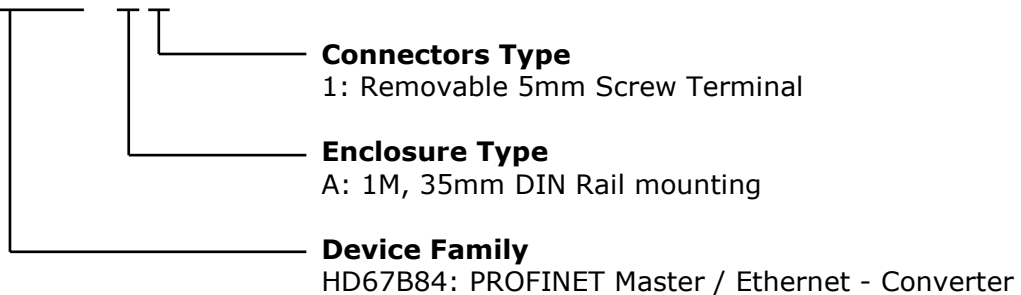 Connectors Type
1: Removable 5mm Screw Terminal
Enclosure Type
A: 1M, 35mm DIN Rail mounting
Device Family
HD67B84: PROFINET Master / Ethernet - Converter